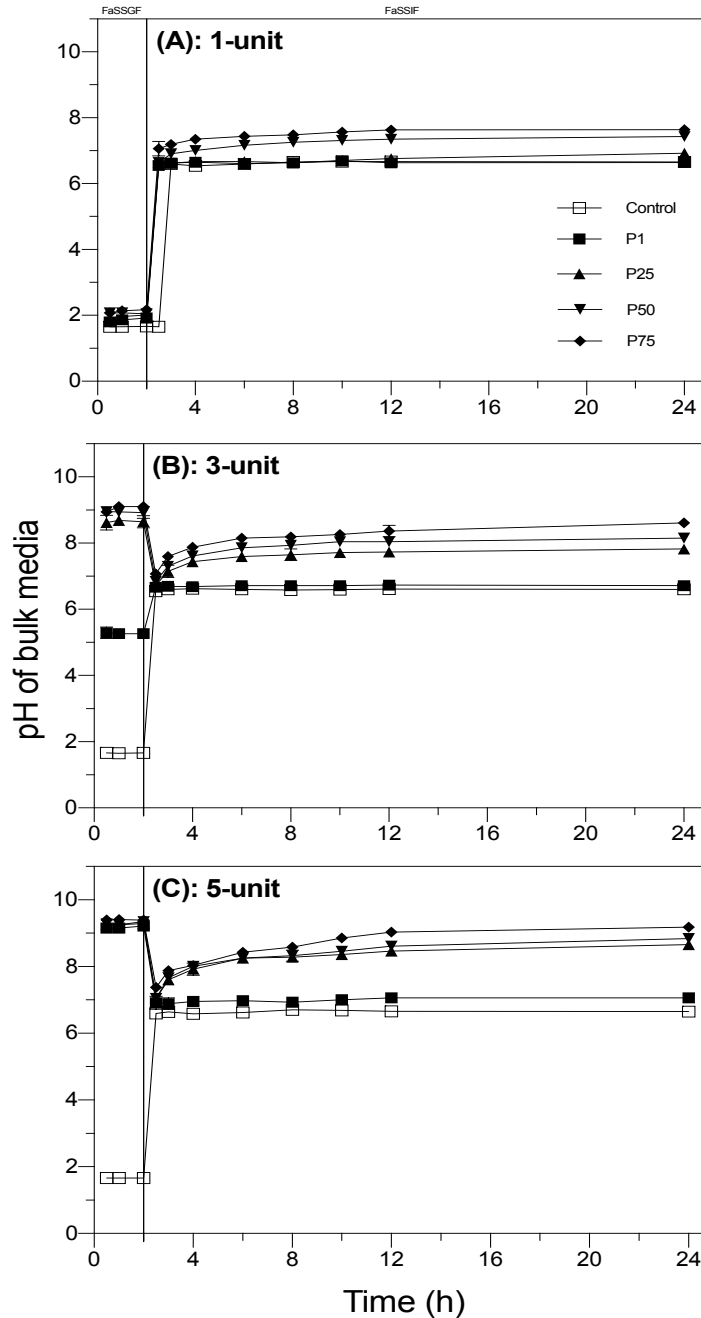 FaSSGF FaSSIF
(A): 1-unit
10
8
6
4
2
0
0 4 8 12 16 20 24
Control
P1
P25
P50
P75
(B): 3-unit
10
8
6
4
2
0
0 4 8 12 16 20 24
pH of bulk media
(C): 5-unit
10
8
6
4
2
0
0 4 8 12 16 20 24
Time (h)